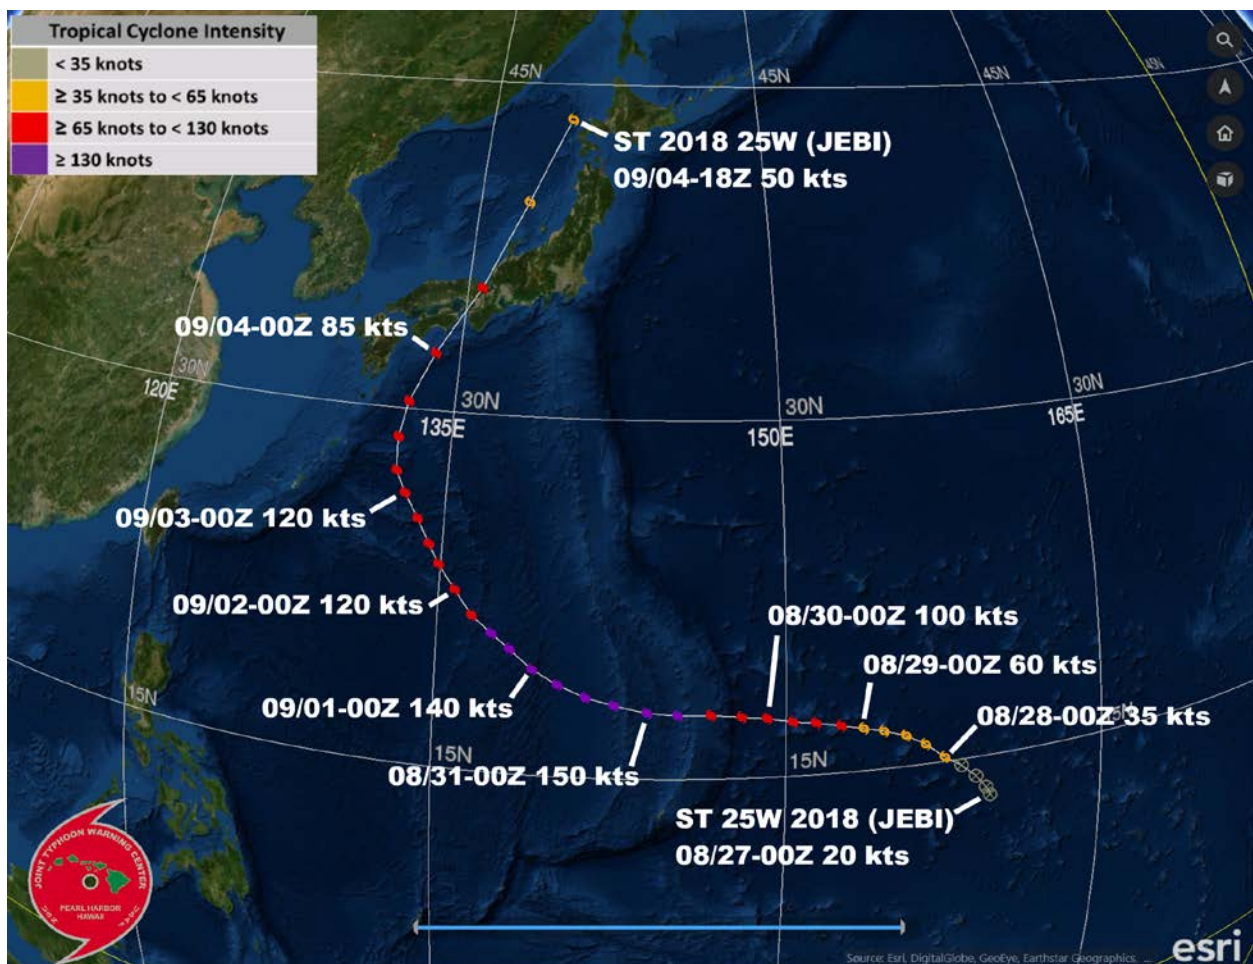 Tropical Cyclone Intensity
< 35 knots
≥ 35 knots to < 65 knots
≥ 65 knots to < 130 knots
≥ 130 knots
45N
45N
45N
45N
ST 2018 25W (JEBI)
09/04-18Z 50 kts
09/04-00Z 85 kts
30N
120E
30N
135E
30N
150E
30N
165E
09/03-00Z 120 kts
09/02-00Z 120 kts
08/30-00Z 100 kts
08/29-00Z 60 kts
15N
09/01-00Z 140 kts
08/28-00Z 35 kts
15N
08/31-00Z 150 kts
15N
ST 25W 2018 (JEBI)
08/27-00Z 20 kts
JOINT TYPHOON WARNING CENTER
PEARL HARBOR
HAWAII
Source: Esri, DigitalGlobe, GeoEye, Earthstar Geographics,
esri